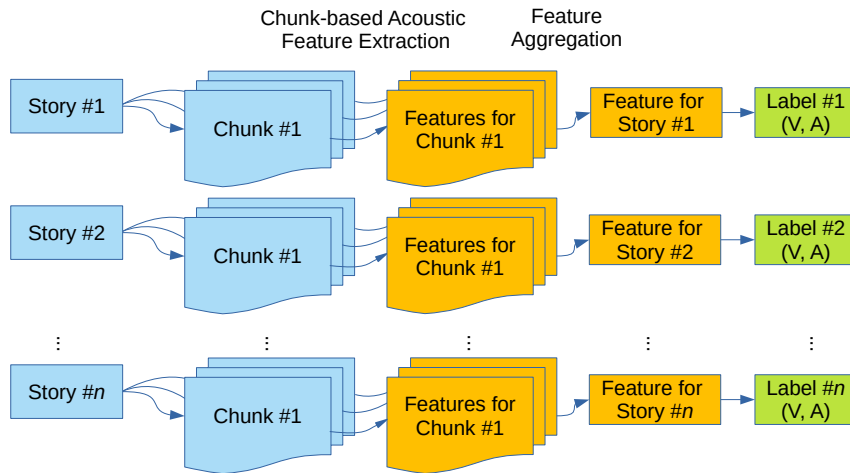 Chunk-based Acoustic
Feature Extraction
Feature
Aggregation
Story #1
Chunk #1
Features for
Chunk #1
Feature for
Story #1
Label #1
(V, A)
Story #2
Chunk #1
Features for
Chunk #1
Feature for
Story #2
Label #2
(V, A)
... ... ... ... ...
Story #n
Chunk #1
Features for
Chunk #1
Feature for
Story #n
Label #n
(V, A)